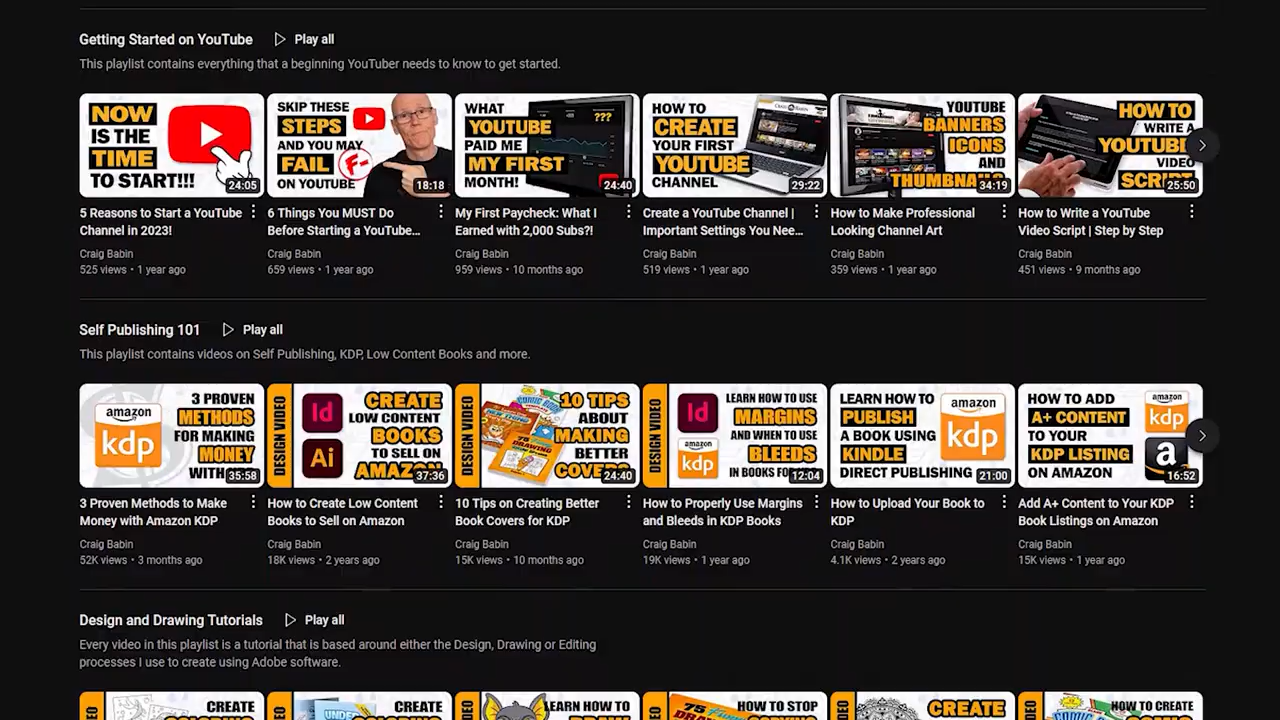 Getting Started on YouTube
Play all
This playlist contains everything that a beginning YouTuber needs to know to get started.
NOW
IS THE
TIME
TO START!!!
24:05
SKIP THESE
STEPS
AND YOU MAY
FAIL
F-
ON YOUTUBE
18:18
WHAT
YOUTUBE
PAID ME
MY FIRST
MONTH!
???
24:40
HOW TO
CREATE
YOUR FIRST
YOUTUBE
CHANNEL
29:22
YOUTUBE
BANNERS
ICONS
AND
THUMBNA
34:19
HOW TO
WRITE A
YOUTUBE
VIDEO
SCRIPT
25:50
5 Reasons to Start a YouTube
Channel in 2023!
Craig Babin
525 views • 1 year ago
6 Things You MUST Do
Before Starting a YouTube...
Craig Babin
659 views • 1 year ago
My First Paycheck: What I
Earned with 2,000 Subs?!
Craig Babin
959 views • 10 months ago
Create a YouTube Channel |
Important Settings You Nee...
Craig Babin
519 views • 1 year ago
How to Make Professional
Looking Channel Art
Craig Babin
359 views • 1 year ago
How to Write a YouTube
Video Script | Step by Step
Craig Babin
451 views • 9 months ago
Self Publishing 101
Play all
This playlist contains videos on Self Publishing, KDP, Low Content Books and more.
amazon
kdp
3 PROVEN
METHODS
FOR MAKING
MONEY
WITH
35:58
DESIGN VIDEO
Id
Ai
CREATE
LOW CONTENT
BOOKS
TO SELL ON
AMAZON
37:36
DESIGN VIDEO
10 TIPS
ABOUT
MAKING
BETTER
COVERS
24:40
DESIGN VIDEO
Id
amazon
kdp
LEARN HOW TO USE
MARGINS
AND WHEN TO USE
BLEEDS
IN BOOKS FOR
12:04
LEARN HOW TO
PUBLISH
A BOOK USING
KINDLE
DIRECT PUBLISHING
amazon
kdp
21:00
HOW TO ADD
A+ CONTENT
TO YOUR
KDP LISTING
ON AMAZON
amazon
kdp
a
16:52
3 Proven Methods to Make
Money with Amazon KDP
Craig Babin
52K views • 3 months ago
How to Create Low Content
Books to Sell on Amazon
Craig Babin
18K views • 2 years ago
10 Tips on Creating Better
Book Covers for KDP
Craig Babin
15K views • 10 months ago
How to Properly Use Margins
and Bleeds in KDP Books
Craig Babin
19K views • 1 year ago
How to Upload Your Book to
KDP
Craig Babin
4.1K views • 2 years ago
Add A+ Content to Your KDP
Book Listings on Amazon
Craig Babin
15K views • 1 year ago
Design and Drawing Tutorials
Play all
Every video in this playlist is a tutorial that is based around either the Design, Drawing or Editing
processes I use to create using Adobe software.
CREATE
COLORING
CREATE
COLORING
LEARN HOW TO
DRAW
75
HOW TO STOP
CREATE
HOW TO CREATE